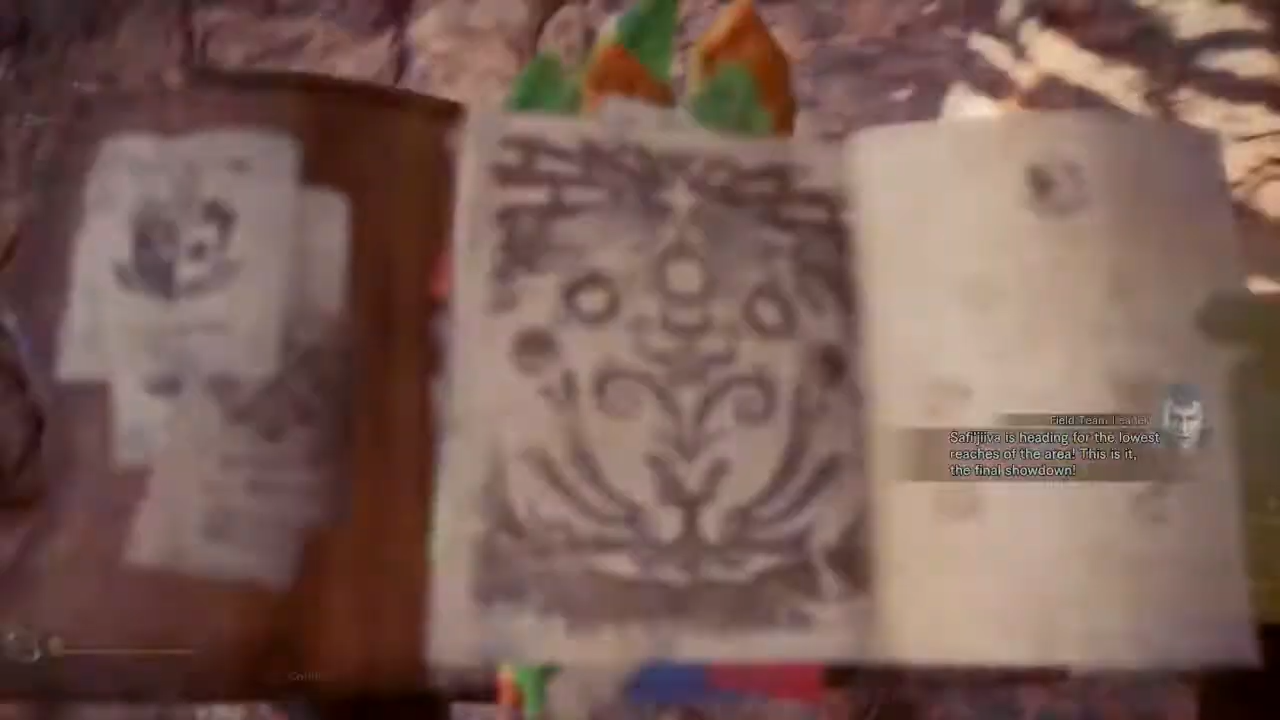 Field Team Leader
Safi'jiiva is heading for the lowest
reaches of the area! This is it,
the final showdown!